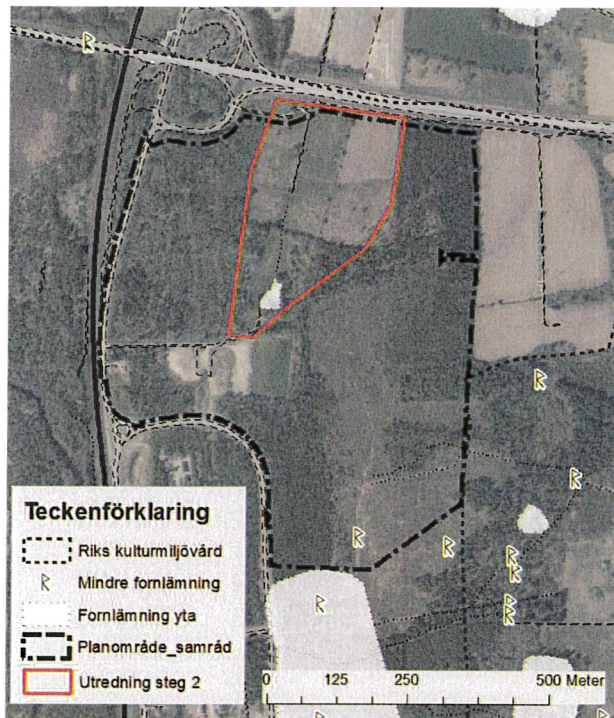 Teckenförklaring
Riks kulturmiljövård
Mindre fornlämning
Fornlämning yta
Planområde_samråd
Utredning steg 2
0 125 250 500 Meter